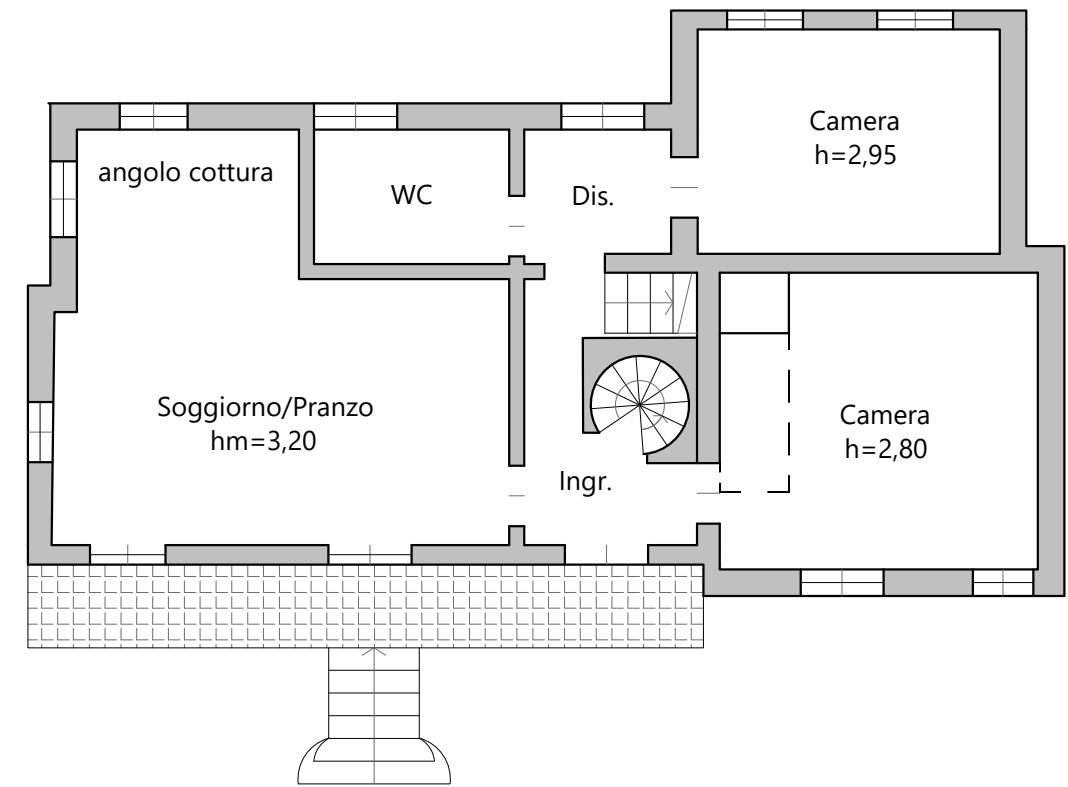 Camera
h=2,95
angolo cottura
WC
Dis.
Soggiorno/Pranzo
hm=3,20
Camera
h=2,80
Ingr.